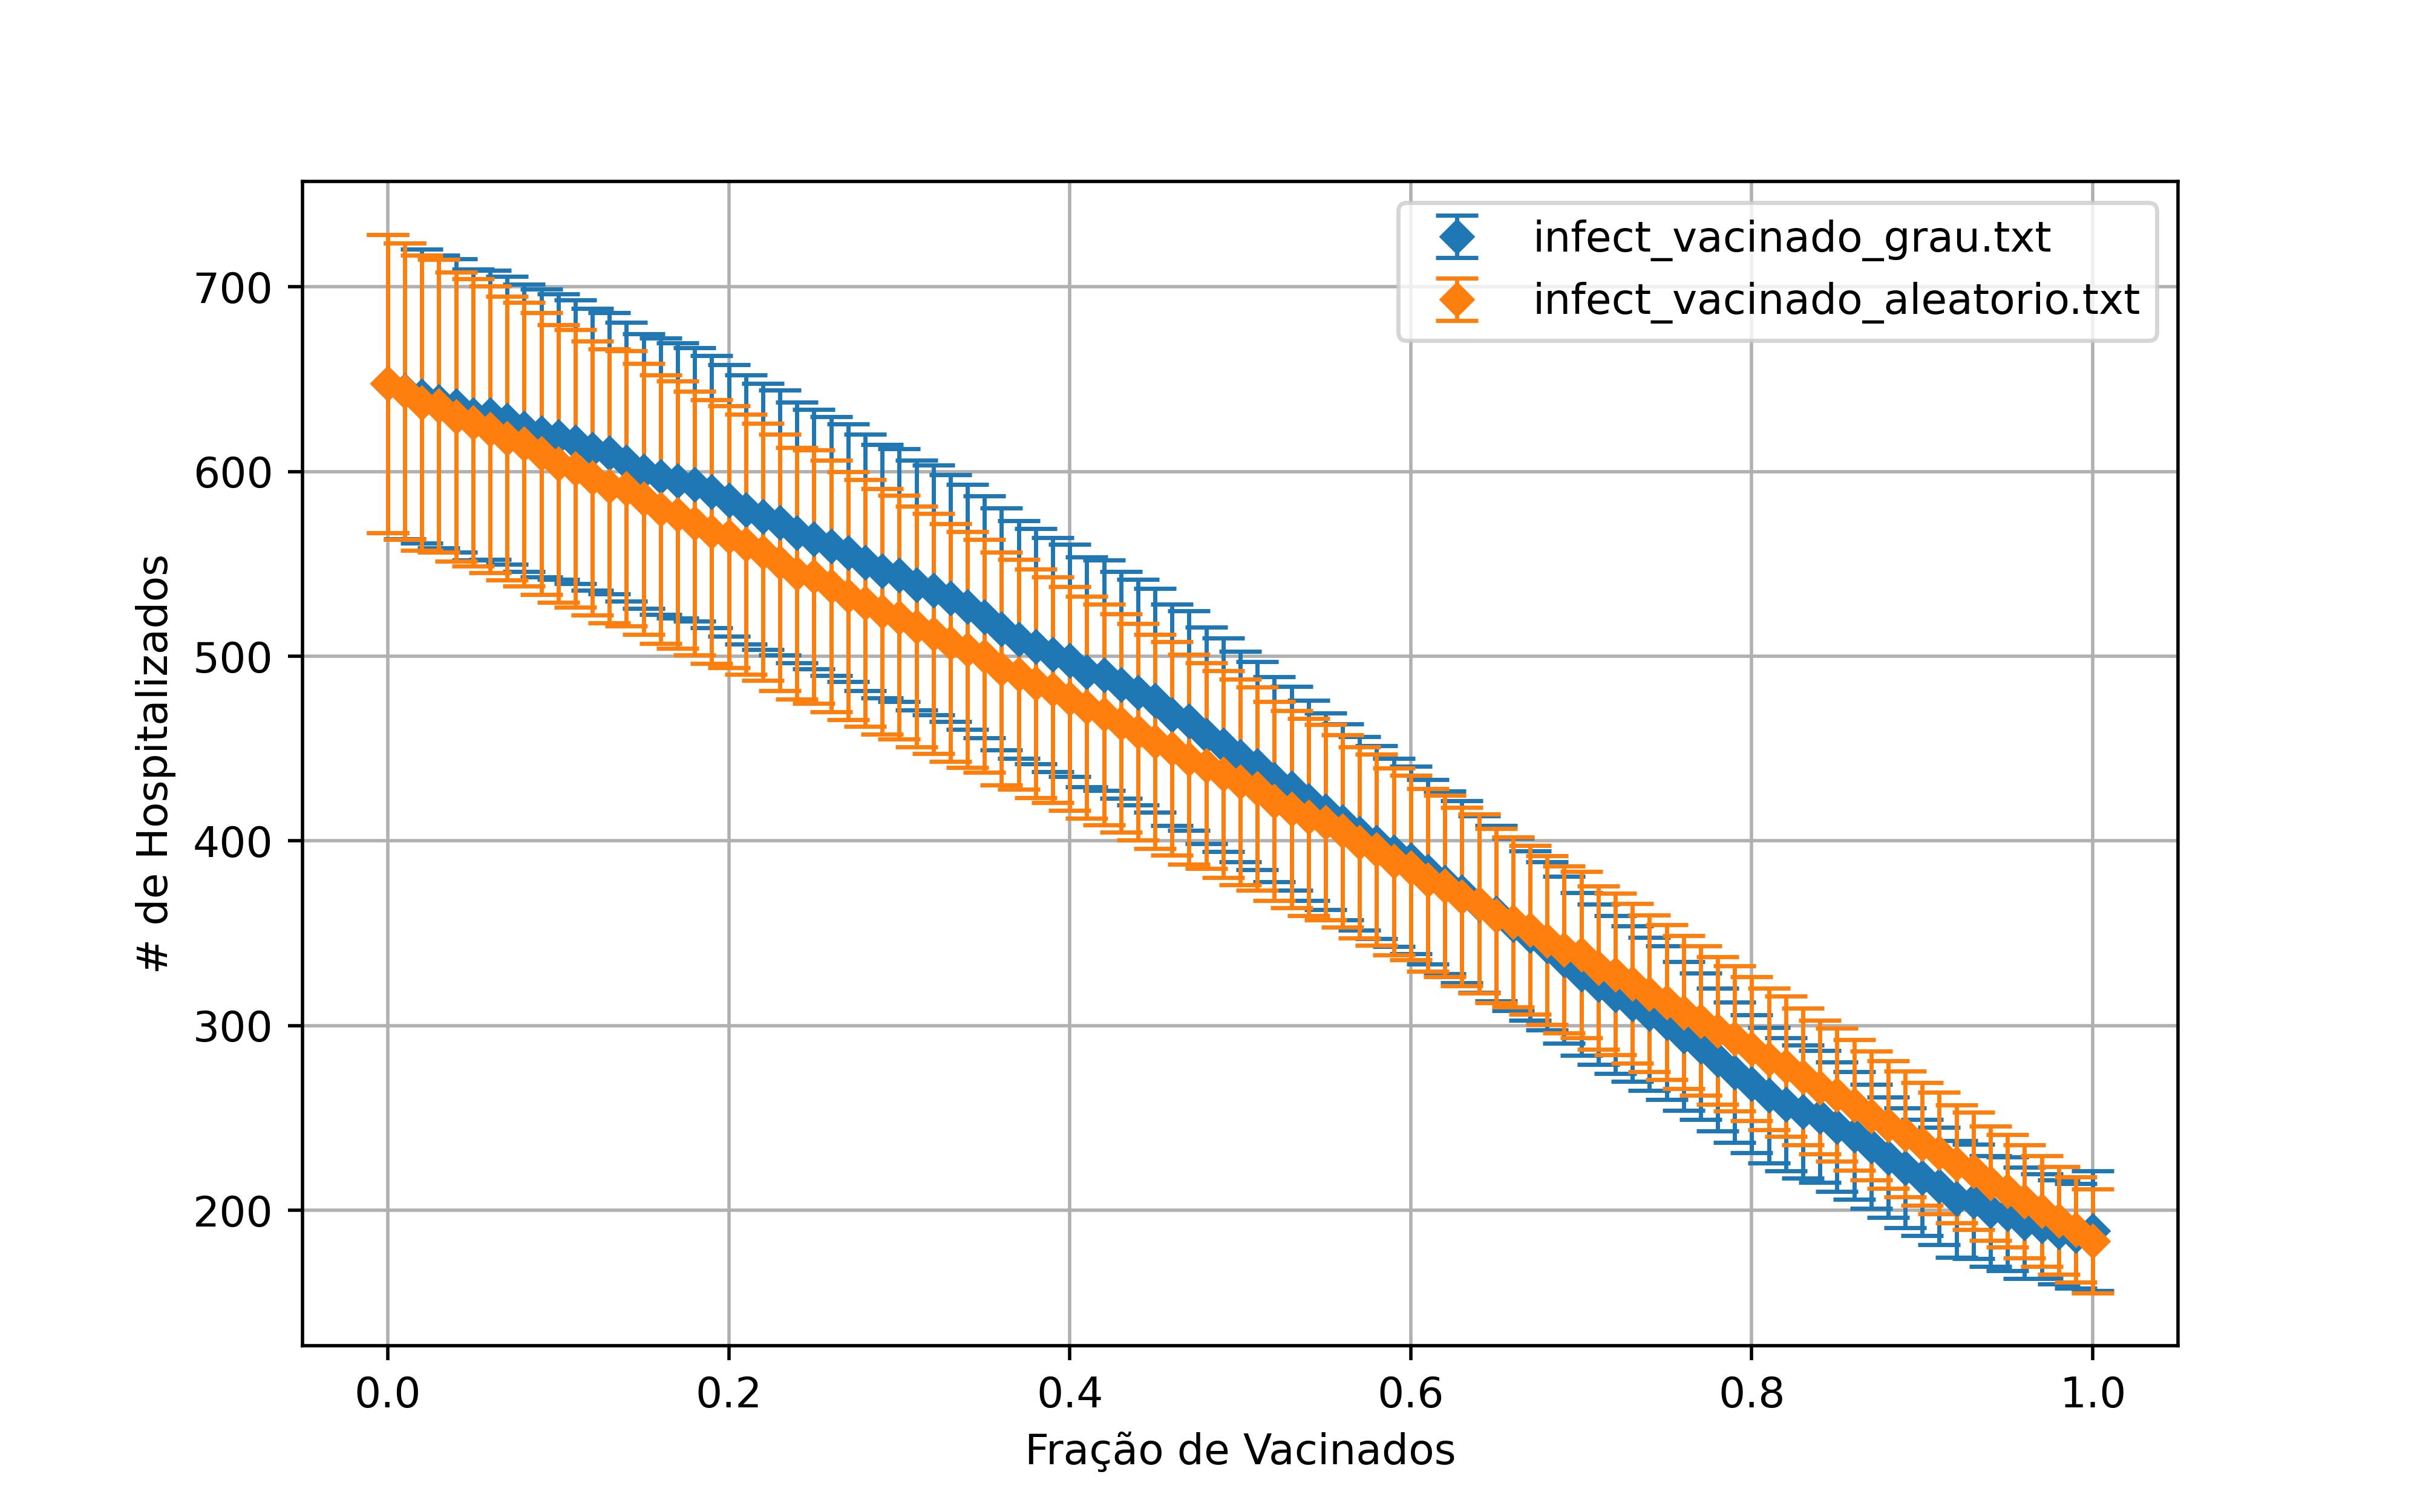 infect_vacinado_grau.txt
infect_vacinado_aleatorio.txt
# de Hospitalizados
700
600
500
400
300
200
0.0 0.2 0.4 0.6 0.8 1.0
Fração de Vacinados